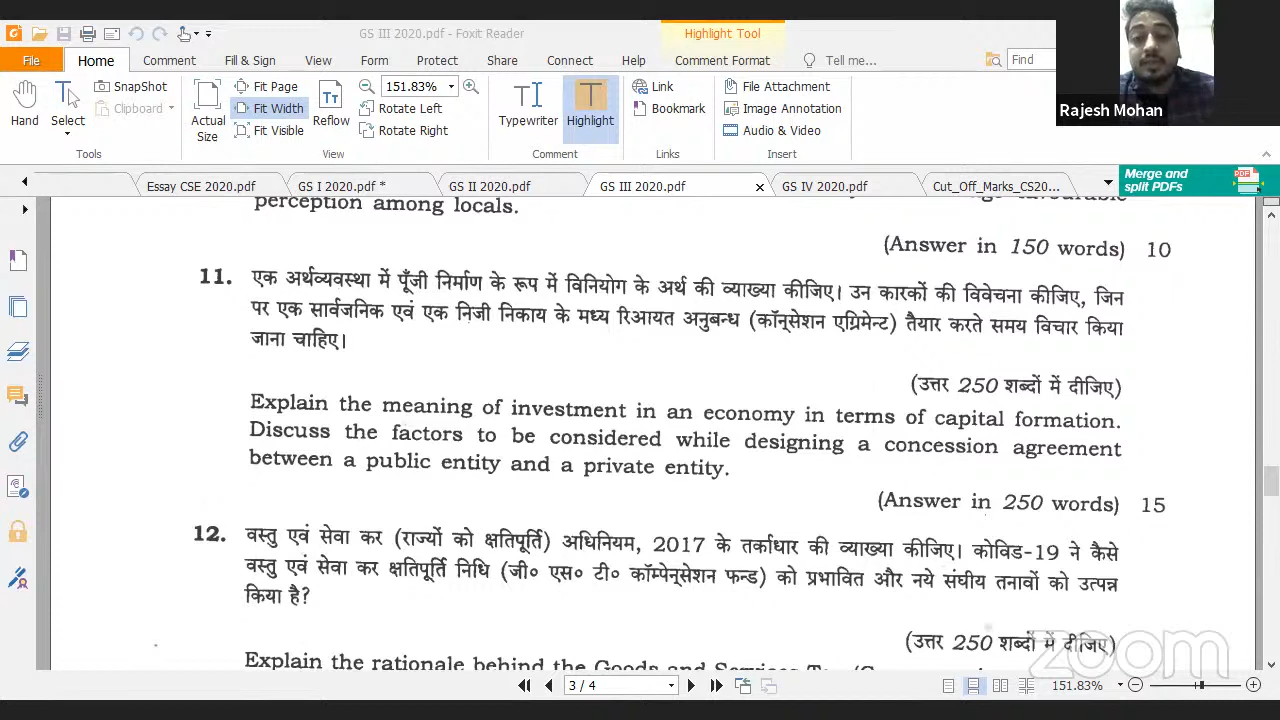 GS III 2020.pdf - Foxit Reader
Highlight Tool
File Home Comment Fill & Sign View Form Protect Share Connect Help Comment Format Tell me... Find
Hand
Select
SnapShot
Clipboard
Tools
Actual Size
Fit Page
Fit Width
Fit Visible
Reflow
151.83%
Rotate Left
Rotate Right
View
Typewriter
Highlight
Comment
Link
Bookmark
Links
File Attachment
Image Annotation
Audio & Video
Insert
Rajesh Mohan
Essay CSE 2020.pdf GS I 2020.pdf * GS II 2020.pdf GS III 2020.pdf GS IV 2020.pdf Cut_Off_Marks_CS20...
Merge and
split PDFs
PDF
perception among locals.
(Answer in 150 words) 10
11. एक अर्थव्यवस्था में पूँजी निर्माण के रूप में विनियोग के अर्थ की व्याख्या कीजिए। उन कारकों की विवेचना कीजिए, जिन
पर एक सार्वजनिक एवं एक निजी निकाय के मध्य रिआयत अनुबन्ध (कॉन्सेशन एग्रिमेन्ट) तैयार करते समय विचार किया
जाना चाहिए।
(उत्तर 250 शब्दों में दीजिए)
Explain the meaning of investment in an economy in terms of capital formation.
Discuss the factors to be considered while designing a concession agreement
between a public entity and a private entity.
(Answer in 250 words) 15
12. वस्तु एवं सेवा कर (राज्यों को क्षतिपूर्ति) अधिनियम, 2017 के तर्काधार की व्याख्या कीजिए। कोविड-19 ने कैसे
वस्तु एवं सेवा कर क्षतिपूर्ति निधि (जी० एस० टी० कॉम्पेन्सेशन फन्ड) को प्रभावित और नये संघीय तनावों को उत्पन्न
किया है?
(उत्तर 250 शब्दों में दीजिए)
zoom
Explain the rationale behind the Goods and Services
3 / 4
151.83%